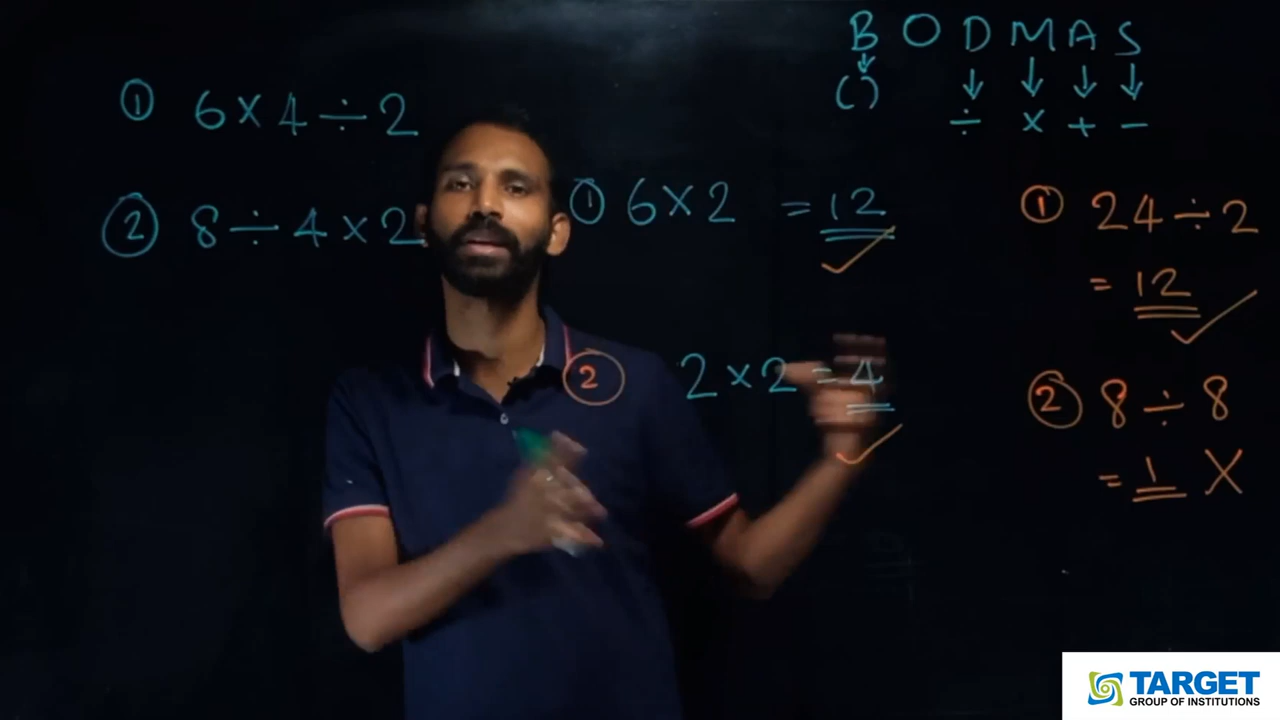 B O D M A S
↓ ↓ ↓ ↓ ↓
( ) ÷ × + −
① 6 × 4 ÷ 2
② 8 ÷ 4 × 2
① 6 × 2 = 12 ✓
② 2 × 2 = 4 ✓
① 24 ÷ 2
= 12 ✓
② 8 ÷ 8
= 1 X
TARGET
GROUP OF INSTITUTIONS